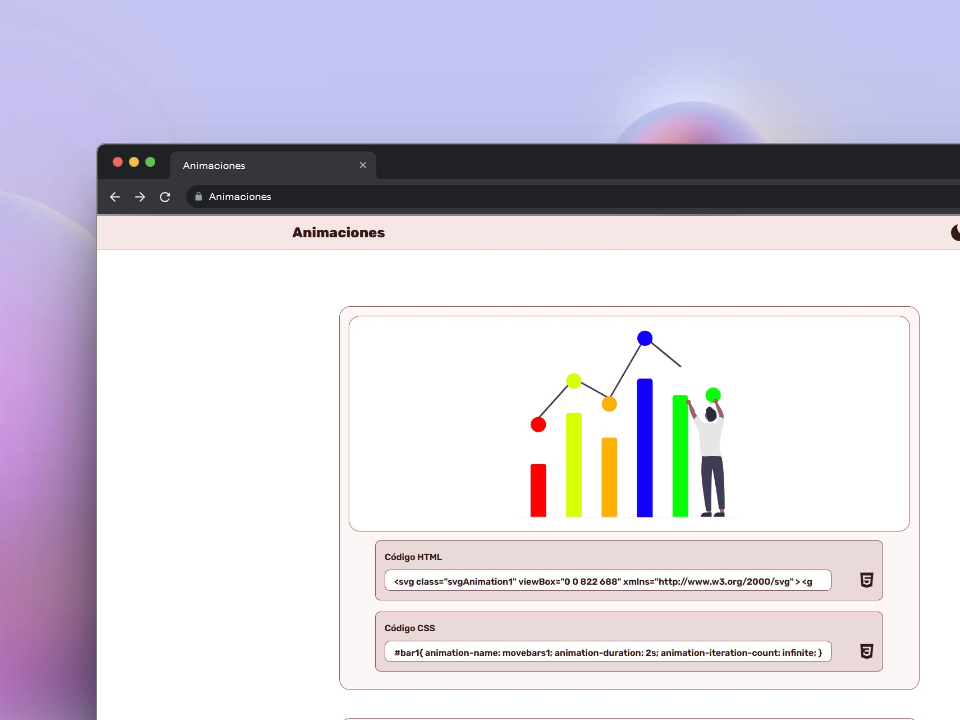 Animaciones
Animaciones
Animaciones
Código HTML
<svg class="svgAnimation1" viewBox="0 0 822 688" xmlns="http://www.w3.org/2000/svg" > <g
Código CSS
#bar1{ animation-name: movebars1; animation-duration: 2s; animation-iteration-count: infinite; }